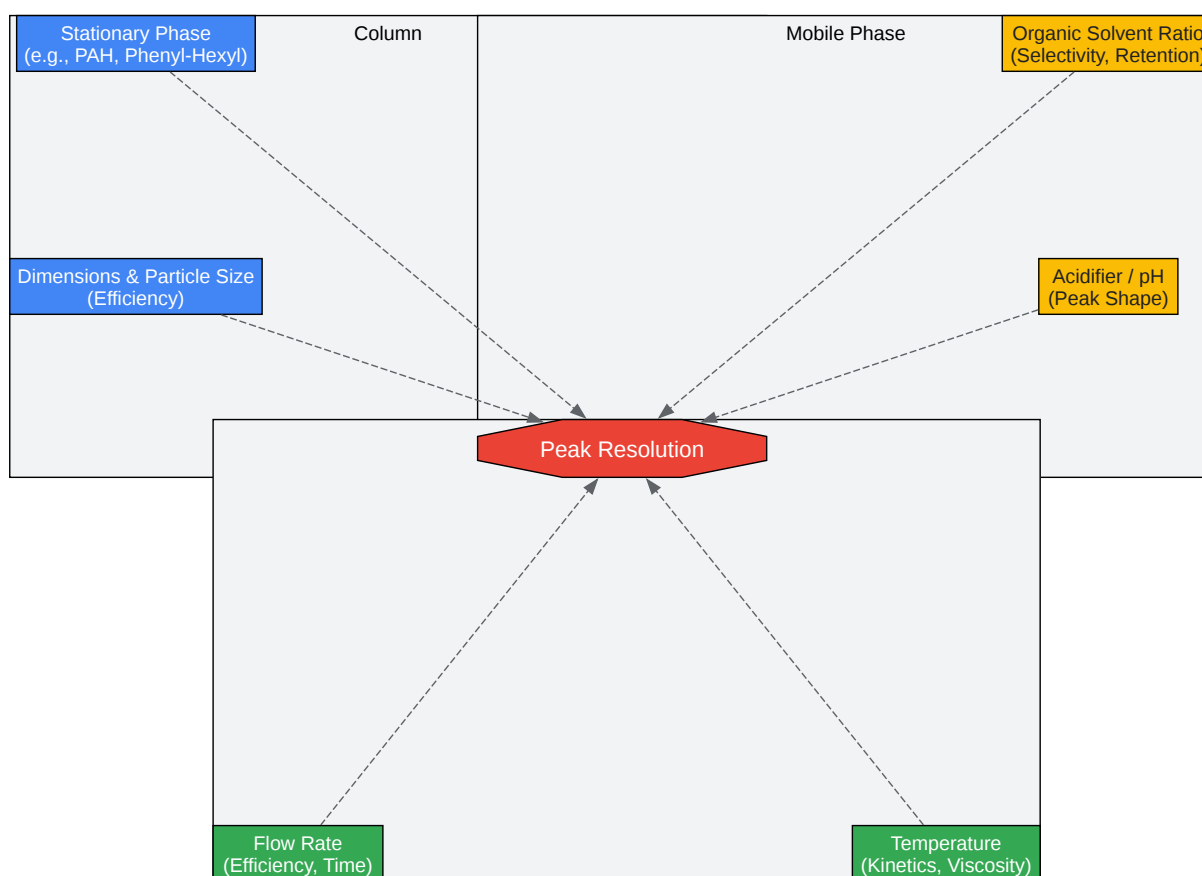 Stationary Phase
(e.g., PAH, Phenyl-Hexyl)
Column
Mobile Phase
Organic Solvent Ratio
(Selectivity, Retention)
Dimensions & Particle Size
(Efficiency)
Acidifier / pH
(Peak Shape)
Peak Resolution
Flow Rate
(Efficiency, Time)
Temperature
(Kinetics, Viscosity)